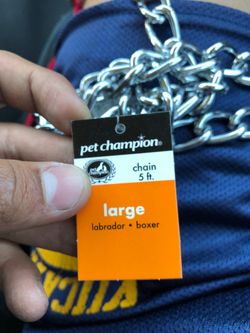 pet champion®
chain
5 ft.
large
labrador • boxer